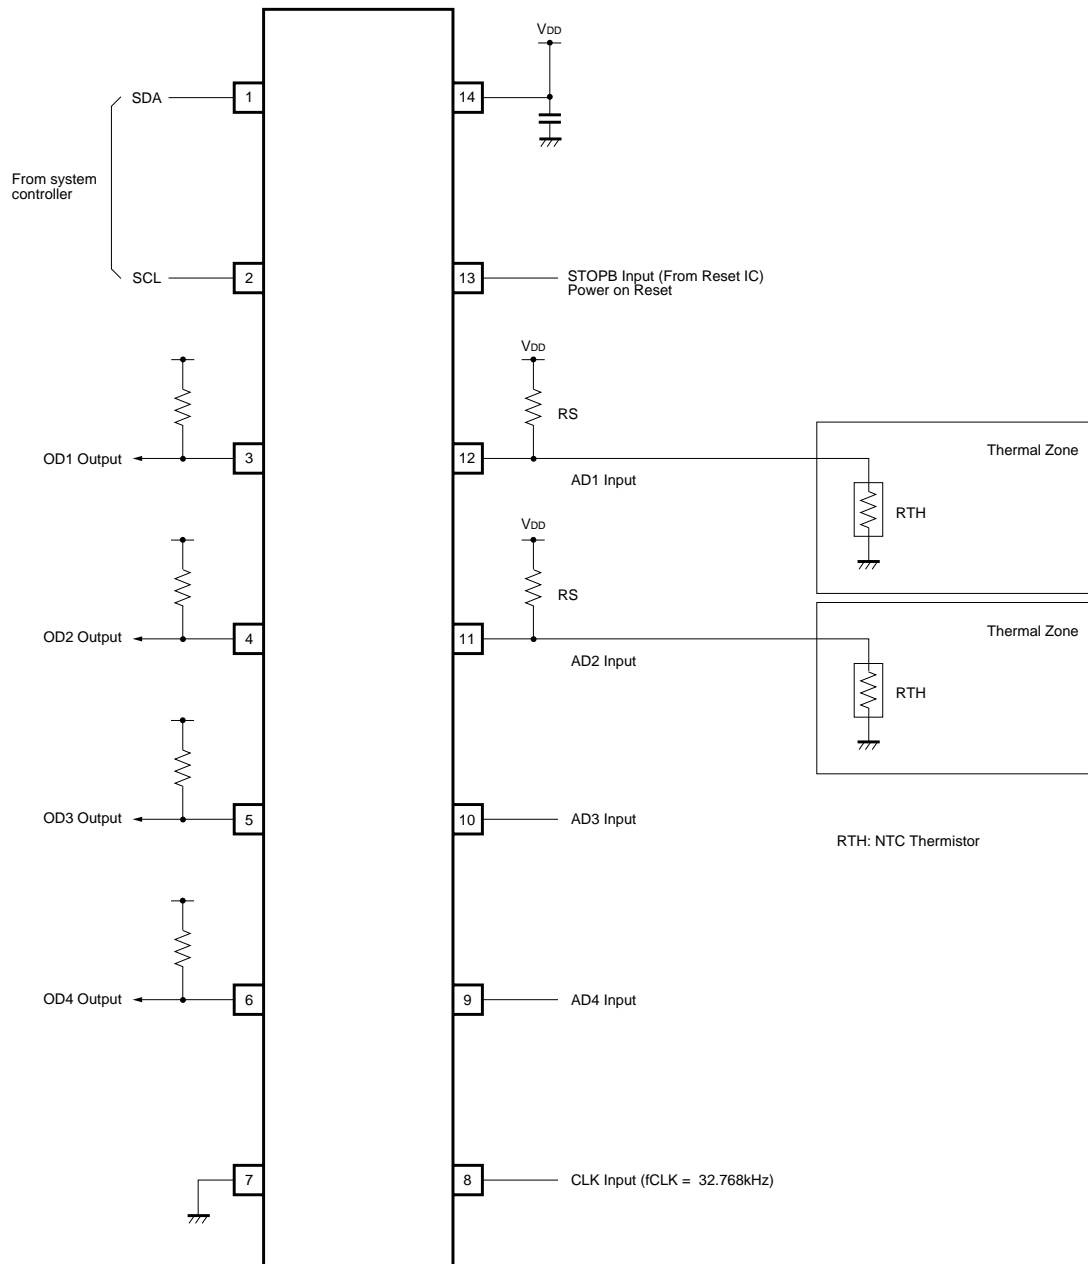 VDD
SDA
1
14
From system
controller
SCL
2
13
STOPB Input (From Reset IC)
Power on Reset
VDD
RS
Thermal Zone
OD1 Output
3
12
AD1 Input
RTH
VDD
RS
Thermal Zone
OD2 Output
4
11
AD2 Input
RTH
OD3 Output
5
10
AD3 Input
RTH: NTC Thermistor
OD4 Output
6
9
AD4 Input
7
8
CLK Input (fCLK = 32.768kHz)